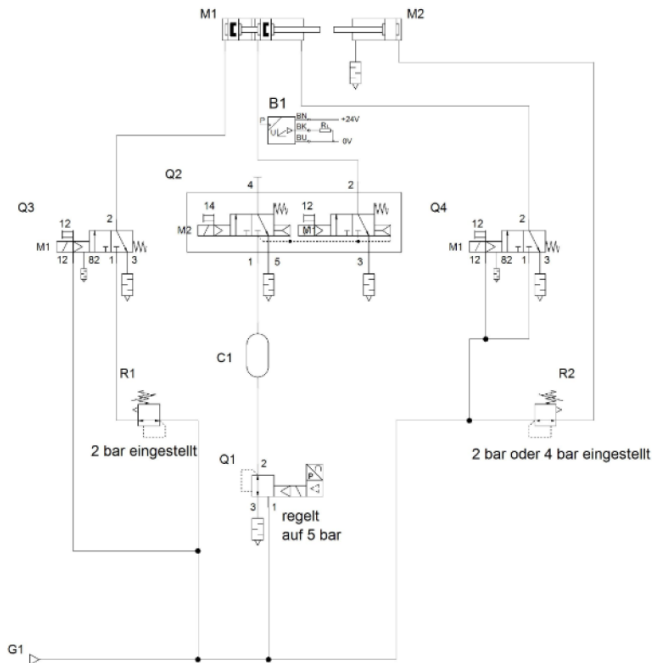 M1
M2
B1
BN
+24V
P
BK
RL
U
BU
0V
Q2
4
2
Q3
2
Q4
2
12
14
12
12
M1
M2
M1
M1
12
82
1
3
1
5
3
12
82
1
3
C1
R1
R2
2 bar eingestellt
2 bar oder 4 bar eingestellt
Q1
2
P
3
1
regelt
auf 5 bar
G1